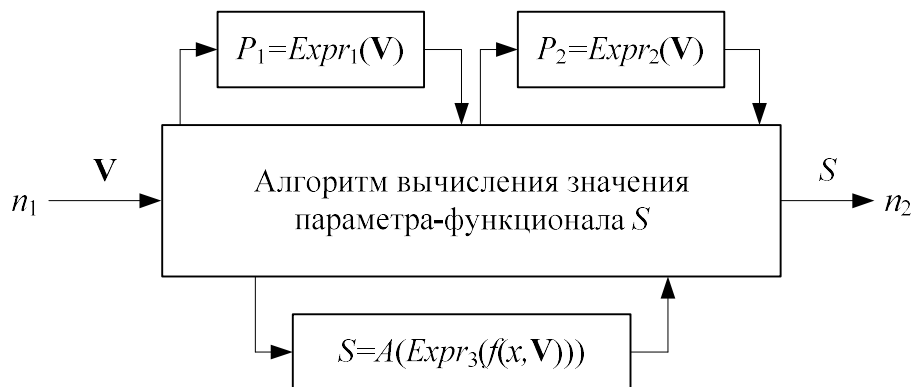 P₁=Expr₁(V)
P₂=Expr₂(V)
V
S
n₁
Алгоритм вычисления значения
параметра-функционала S
n₂
S=A(Expr₃(f(x,V)))